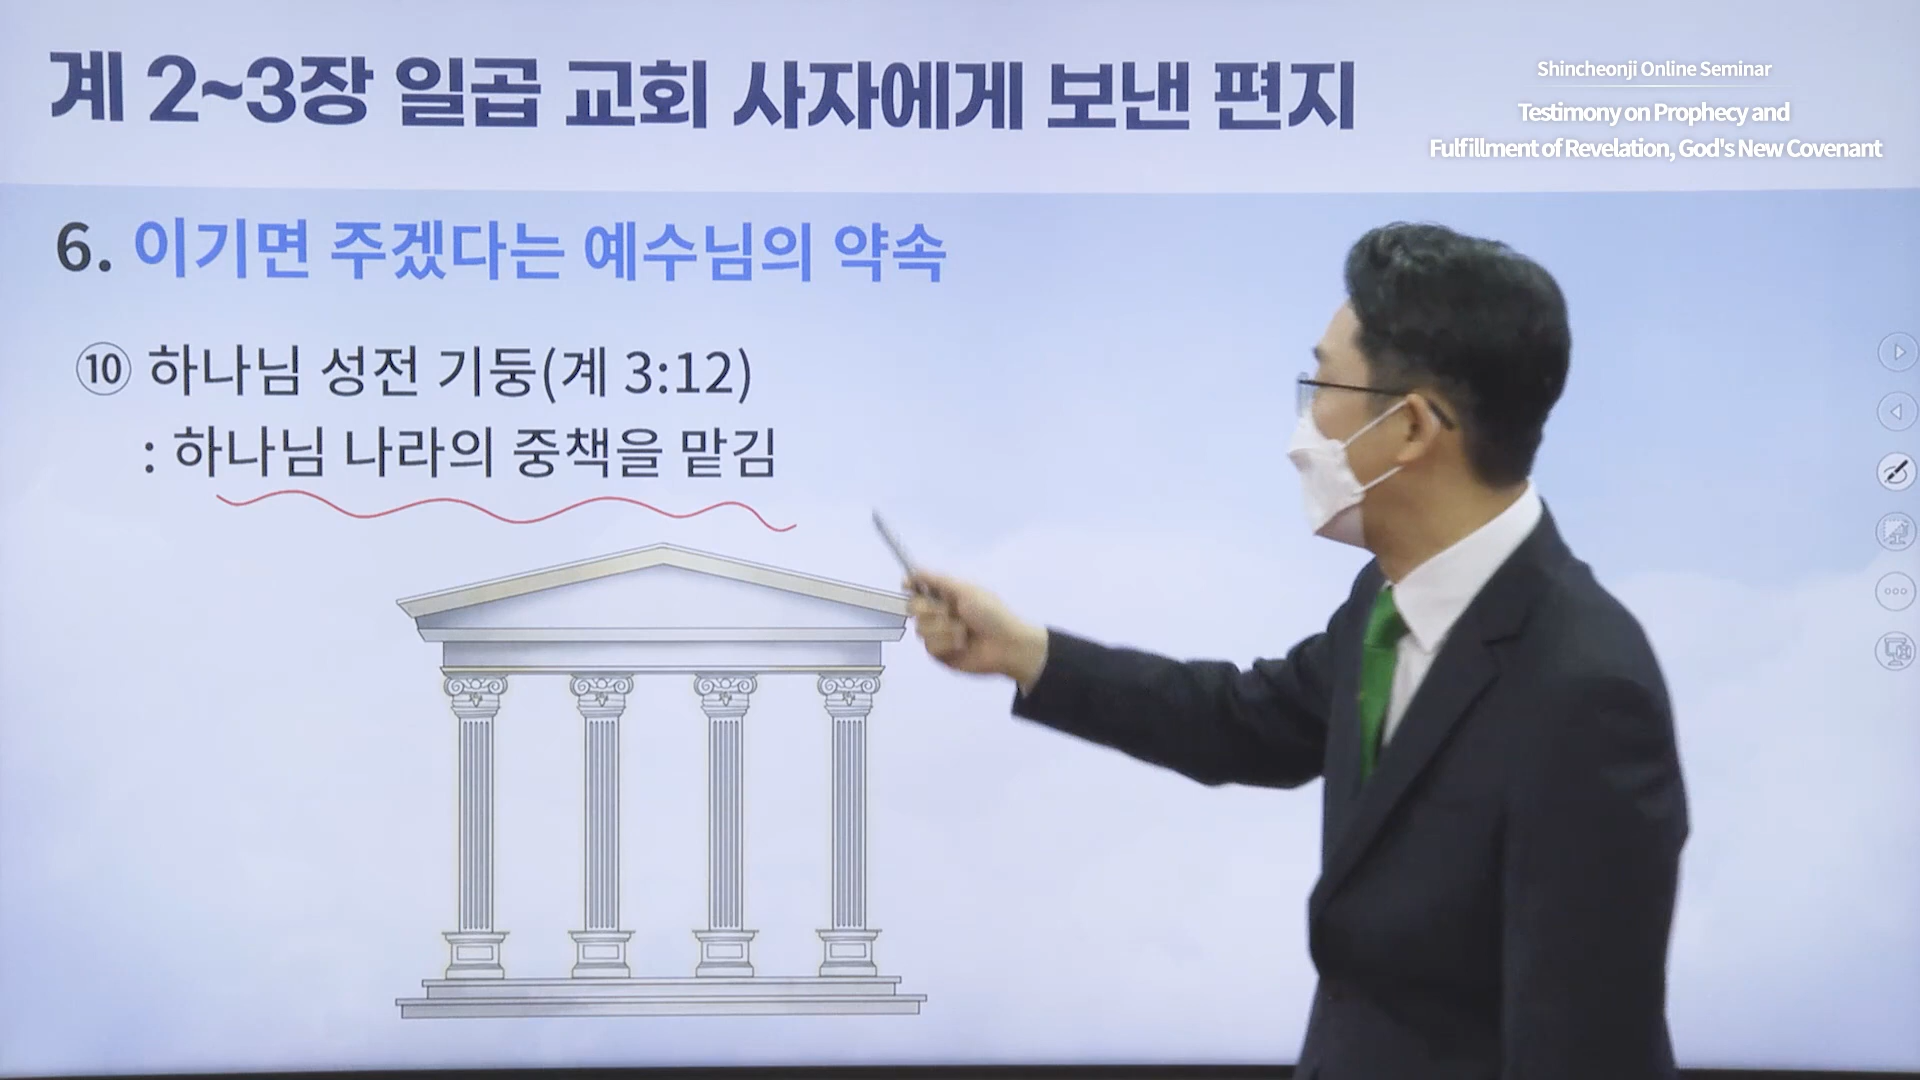 계 2~3장 일곱 교회 사자에게 보낸 편지
Shincheonji Online Seminar
Testimony on Prophecy and
Fulfillment of Revelation, God's New Covenant
6. 이기면 주겠다는 예수님의 약속
⑩ 하나님 성전 기둥(계 3:12)
: 하나님 나라의 중책을 맡김